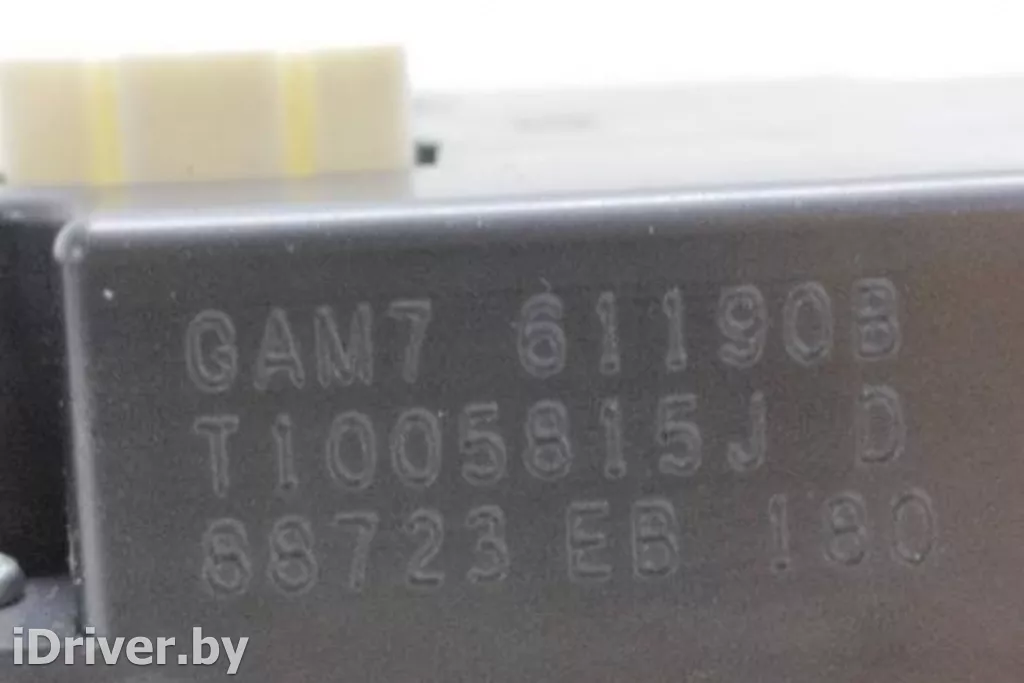 GAM7 61190B
T1005815J D
88723 EB 180
iDriver.by